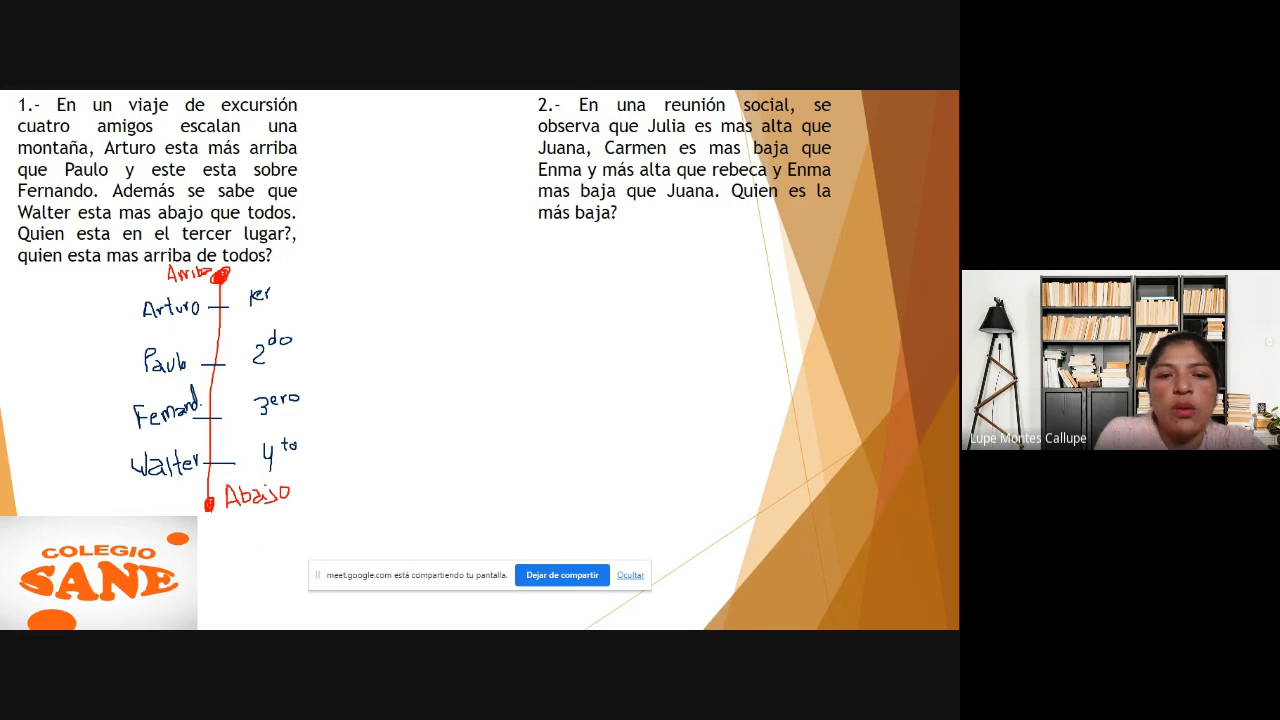 1.- En un viaje de excursión
cuatro amigos escalan una
montaña, Arturo esta más arriba
que Paulo y este esta sobre
Fernando. Además se sabe que
Walter esta mas abajo que todos.
Quien esta en el tercer lugar?,
quien esta mas arriba de todos?
Arriba
Arturo 1er
Paulo 2do
Fernand. 3ero
Walter 4to
Abajo
COLEGIO
SANE
2.- En una reunión social, se
observa que Julia es mas alta que
Juana, Carmen es mas baja que
Enma y más alta que rebeca y Enma
mas baja que Juana. Quien es la
más baja?
meet.google.com está compartiendo tu pantalla. Dejar de compartir Ocultar
Lupe Montes Callupe